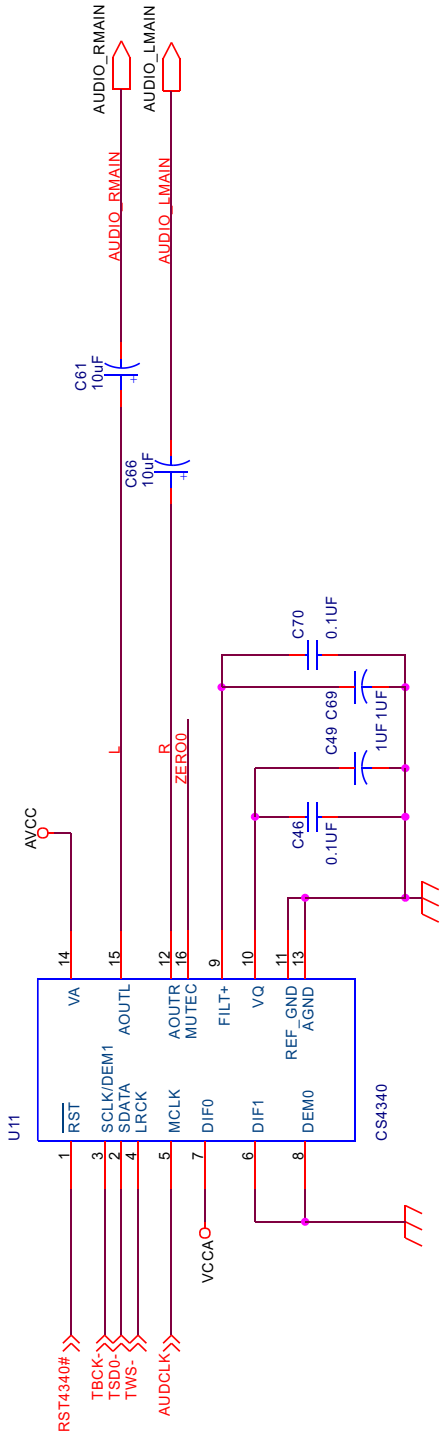 U11
CS4340
RST4340#
TBCK-
TSD0-
TWS-
AUDCLK
VCCA
1
3
2
4
5
7
6
8
RST
SCLK/DEM1
SDATA
LRCK
MCLK
DIF0
DIF1
DEM0
VA
AOUTL
AOUTR
MUTEC
FILT+
VQ
REF_GND
AGND
14
15
12
16
9
10
11
13
AVCC
L
R
ZERO0
C46
0.1UF
C49
1UF
C69
1UF
C70
0.1UF
C66
10uF
+
C61
10uF
+
AUDIO_RMAIN
AUDIO_LMAIN
AUDIO_RMAIN
AUDIO_LMAIN